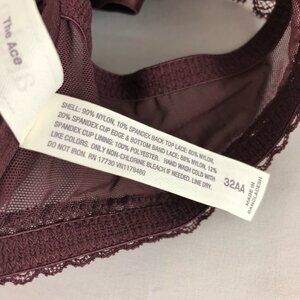 The Ace
SHELL: 90% NYLON, 10% SPANDEX BACK TOP LACE: 80% NYLON,
20% SPANDEX CUP EDGE & BOTTOM BAND LACE: 88% NYLON, 12%
SPANDEX CUP LINING: 100% POLYESTER. HAND WASH COLD WITH
LIKE COLORS. ONLY NON-CHLORINE BLEACH IF NEEDED. LINE DRY.
DO NOT IRON. RN 17730 VN1179460
32AA
MADE IN
BANGLADESH